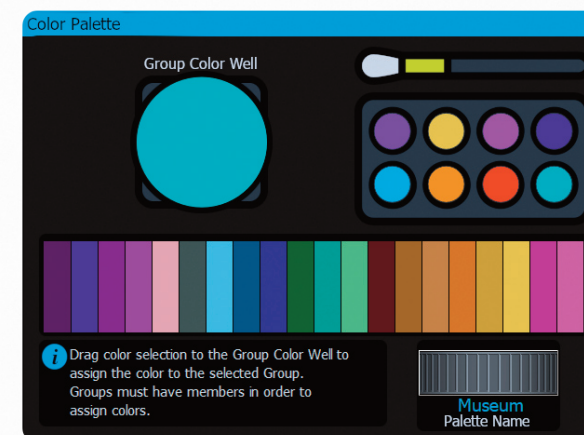 Color Palette
Group Color Well
i Drag color selection to the Group Color Well to
assign the color to the selected Group.
Groups must have members in order to
assign colors.
Museum
Palette Name